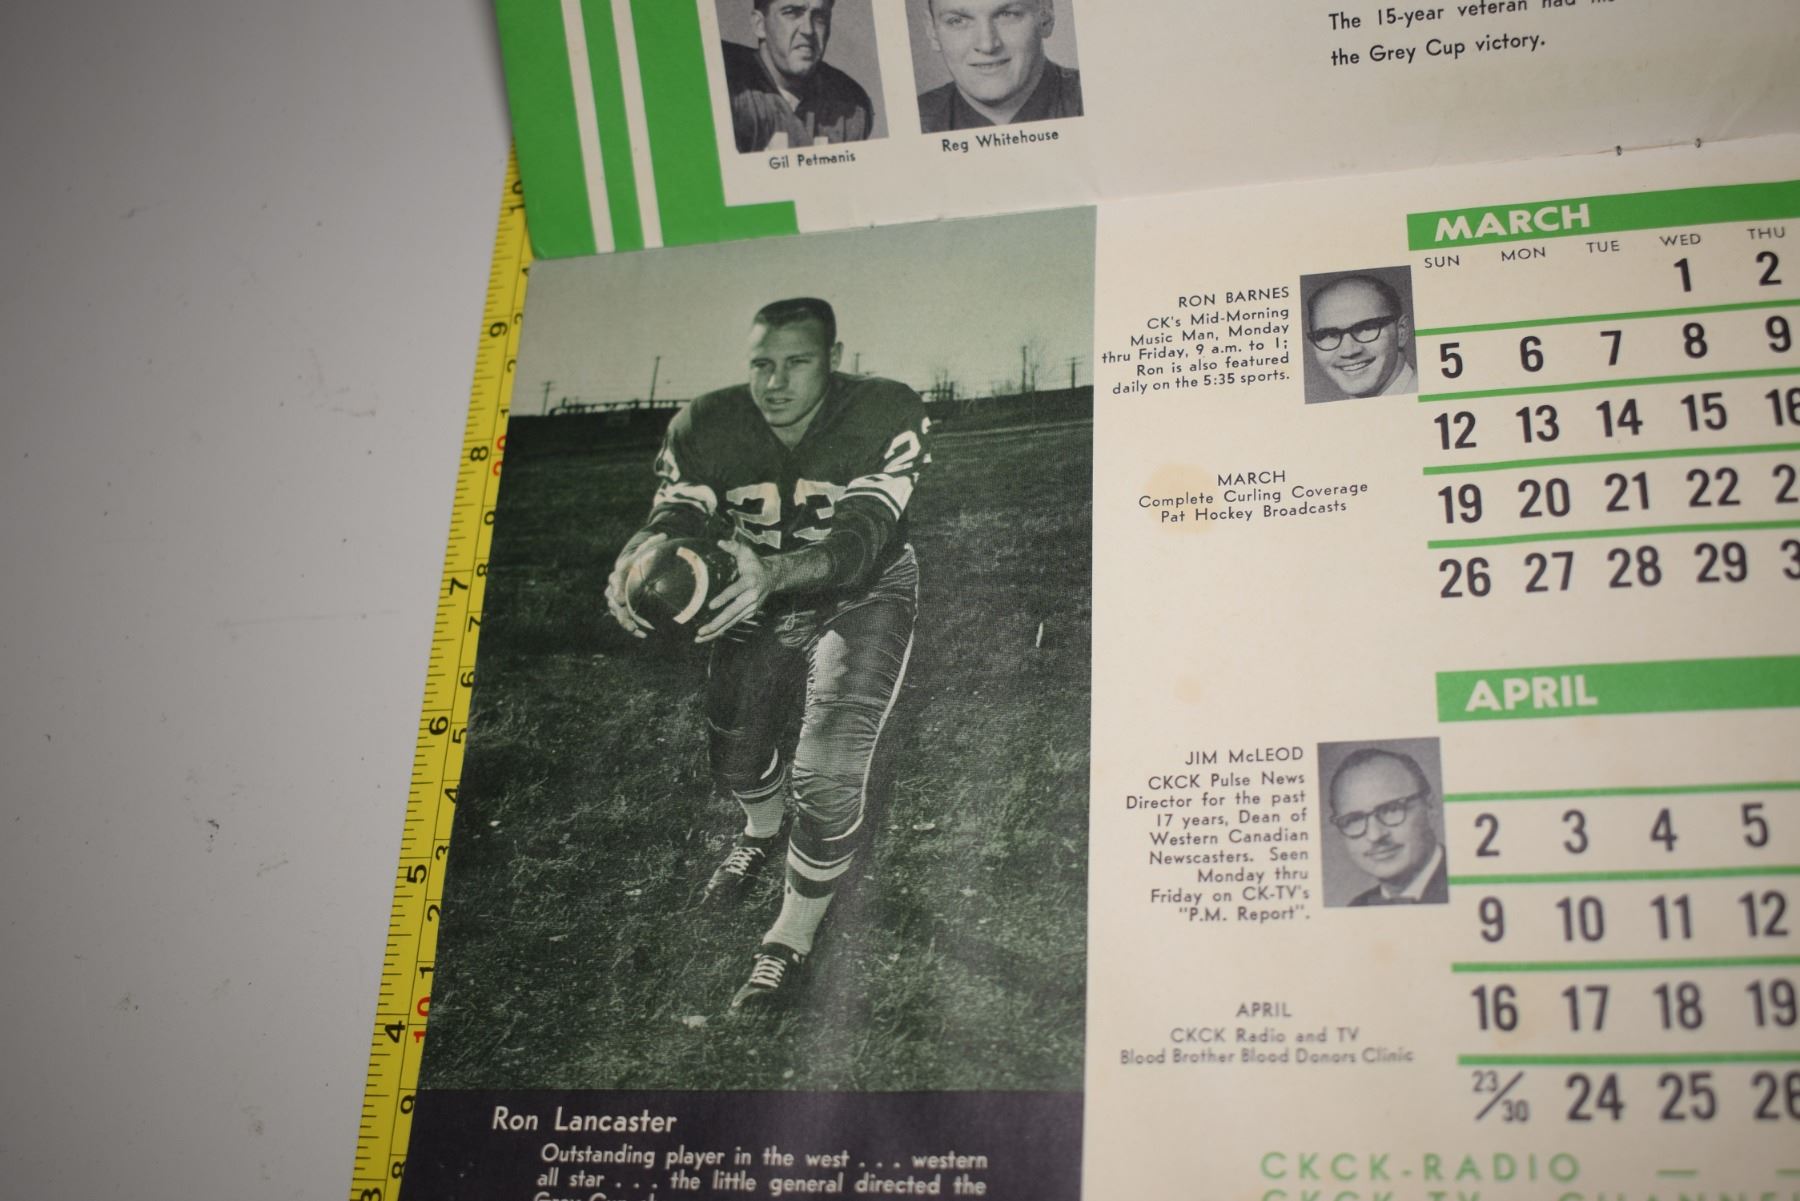 The 15-year veteran had
the Grey Cup victory.
Gil Petmanis
Reg Whitehouse
MARCH
SUN MON TUE WED THU
1 2
5 6 7 8 9
12 13 14 15 16
19 20 21 22
26 27 28 29
RON BARNES
CK's Mid-Morning
Music Man, Monday
thru Friday, 9 a.m. to 1;
Ron is also featured
daily on the 5:35 sports.
MARCH
Complete Curling Coverage
Pat Hockey Broadcasts
23
APRIL
2 3 4 5
9 10 11 12
16 17 18 19
23/30 24 25 26
JIM McLEOD
CKCK Pulse News
Director for the past
17 years, Dean of
Western Canadian
Newscasters. Seen
Monday thru
Friday on CK-TV's
"P.M. Report".
APRIL
CKCK Radio and TV
Blood Brother Blood Donors Clinic
Ron Lancaster
Outstanding player in the west . . . western
all star . . . the little general directed the
CKCK-RADIO —